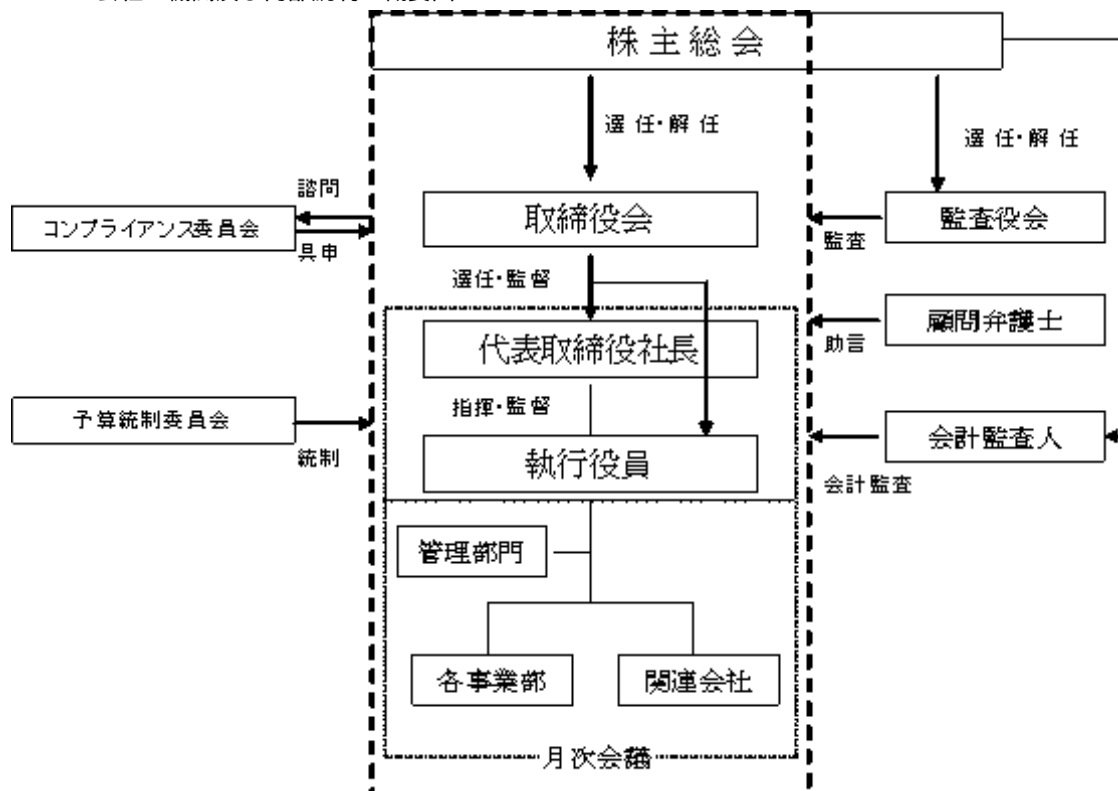 株主総会
選任・解任
選任・解任
諮問
コンプライアンス委員会
具申
取締役会
監査役会
監査
選任・監督
代表取締役社長
顧問弁護士
助言
指揮・監督
予算統制委員会
統制
執行役員
会計監査人
会計監査
管理部門
各事業部
関連会社
月次会議